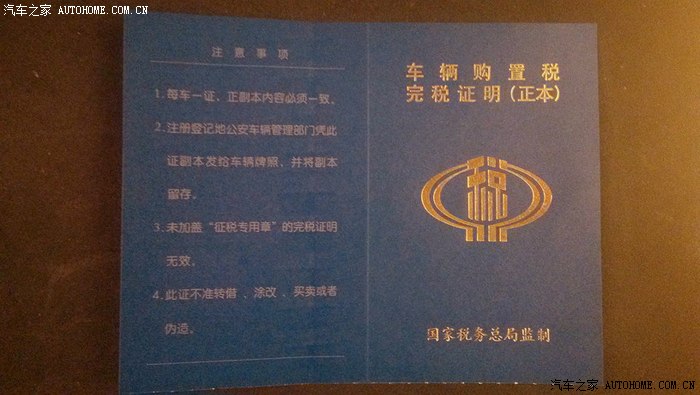 汽车之家 AUTOHOME.COM.CN
注意事项
1. 每车一证、正副本内容必须一致。
2. 注册登记地公安车辆管理部门凭此
证副本发给车辆牌照、并将副本
留存。
3. 未加盖“征税专用章”的完税证明
无效。
4. 此证不准转借 、涂改 、买卖或者
伪造。
车辆购置税
完税证明(正本)
税
国家税务总局监制
汽车之家 AUTOHOME.COM.CN